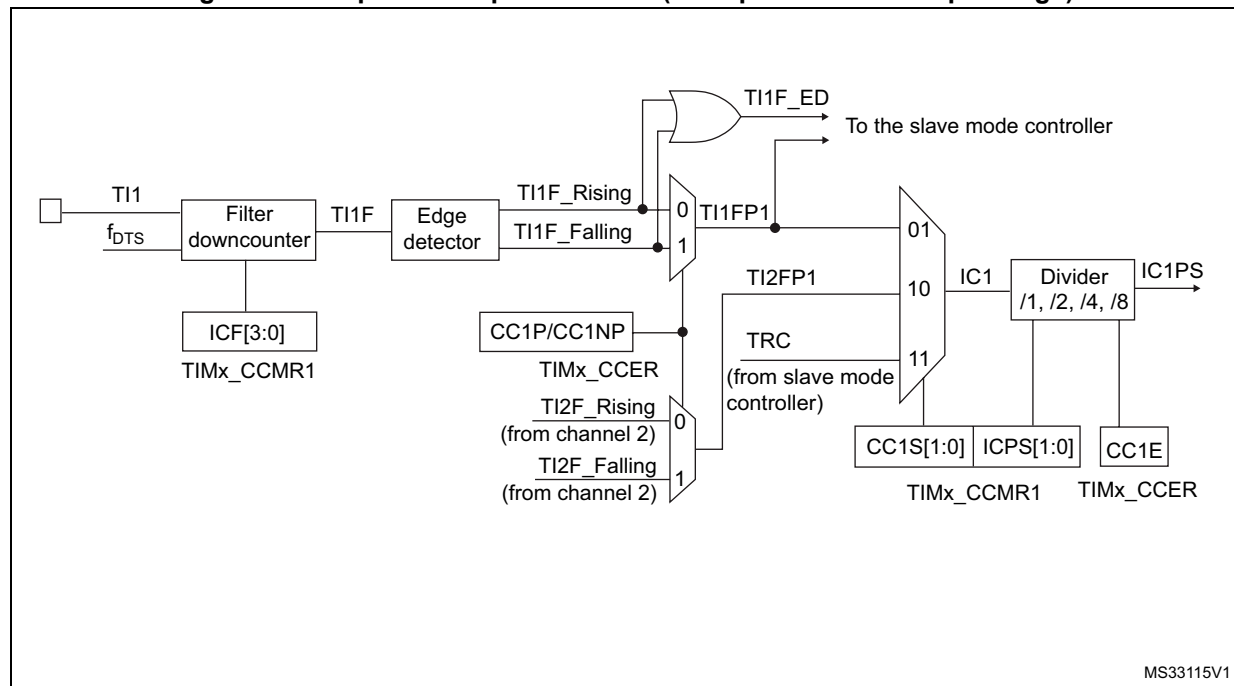 TI1F_ED
To the slave mode controller
TI1
TI1F_Rising
Filter
downcounter
TI1F
Edge
detector
0
TI1FP1
01
fDTS
TI1F_Falling
1
TI2FP1
10
IC1
Divider
/1, /2, /4, /8
IC1PS
ICF[3:0]
CC1P/CC1NP
TRC
11
TIMx_CCMR1
TIMx_CCER
(from slave mode
controller)
TI2F_Rising
0
(from channel 2)
CC1S[1:0]
ICPS[1:0]
CC1E
TI2F_Falling
1
(from channel 2)
TIMx_CCMR1
TIMx_CCER
MS33115V1